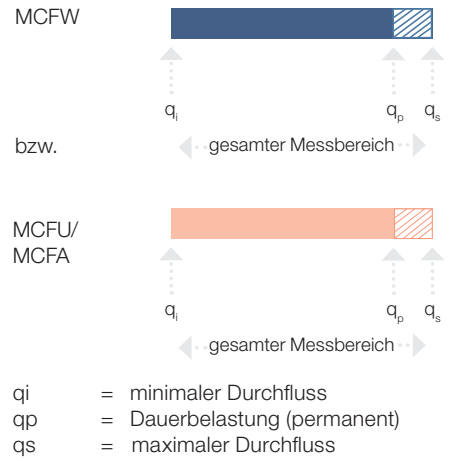 MCFW
qi qp qs
bzw. gesamter Messbereich
MCFU/
MCFA
qi qp qs
gesamter Messbereich
qi = minimaler Durchfluss
qp = Dauerbelastung (permanent)
qs = maximaler Durchfluss